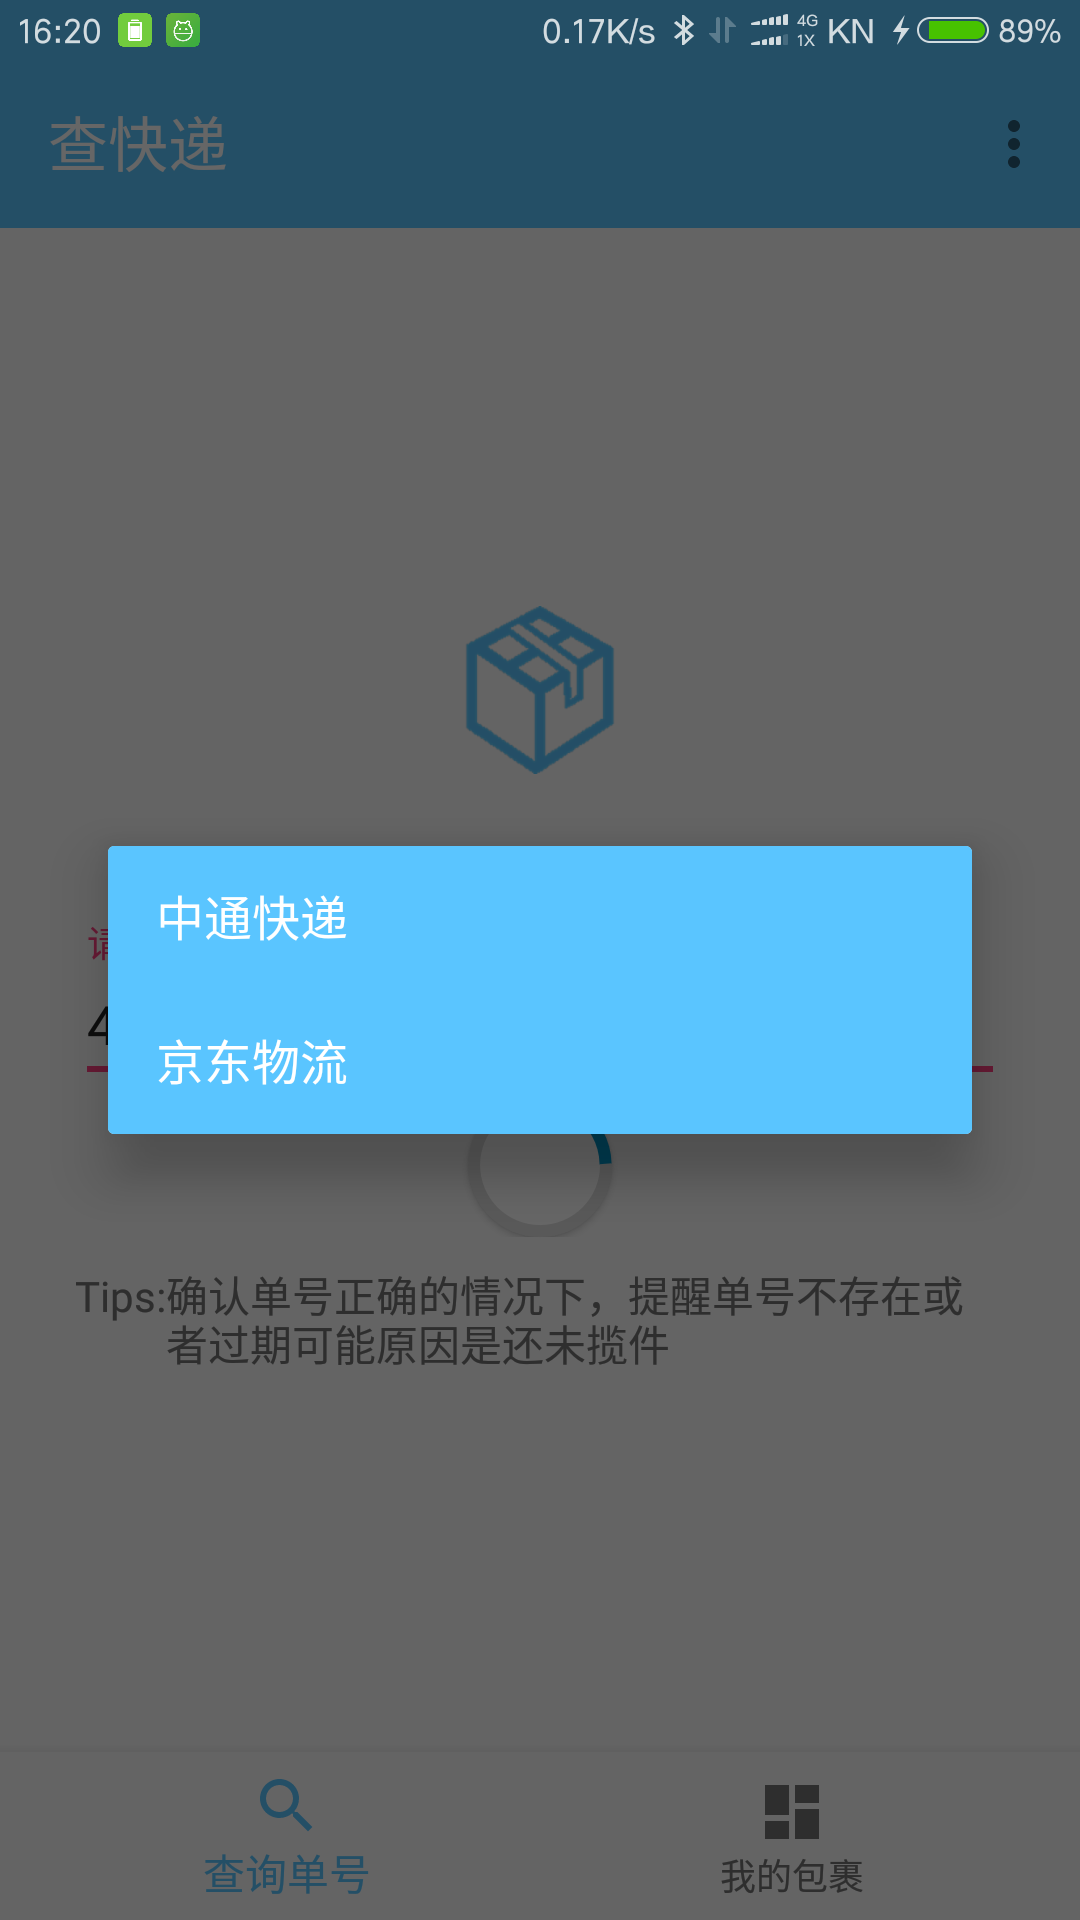 16:20
0.17K/s 4G 1X KN 89%
查快递
中通快递
请
4
京东物流
Tips:确认单号正确的情况下，提醒单号不存在或
者过期可能原因是还未揽件
查询单号
我的包裹